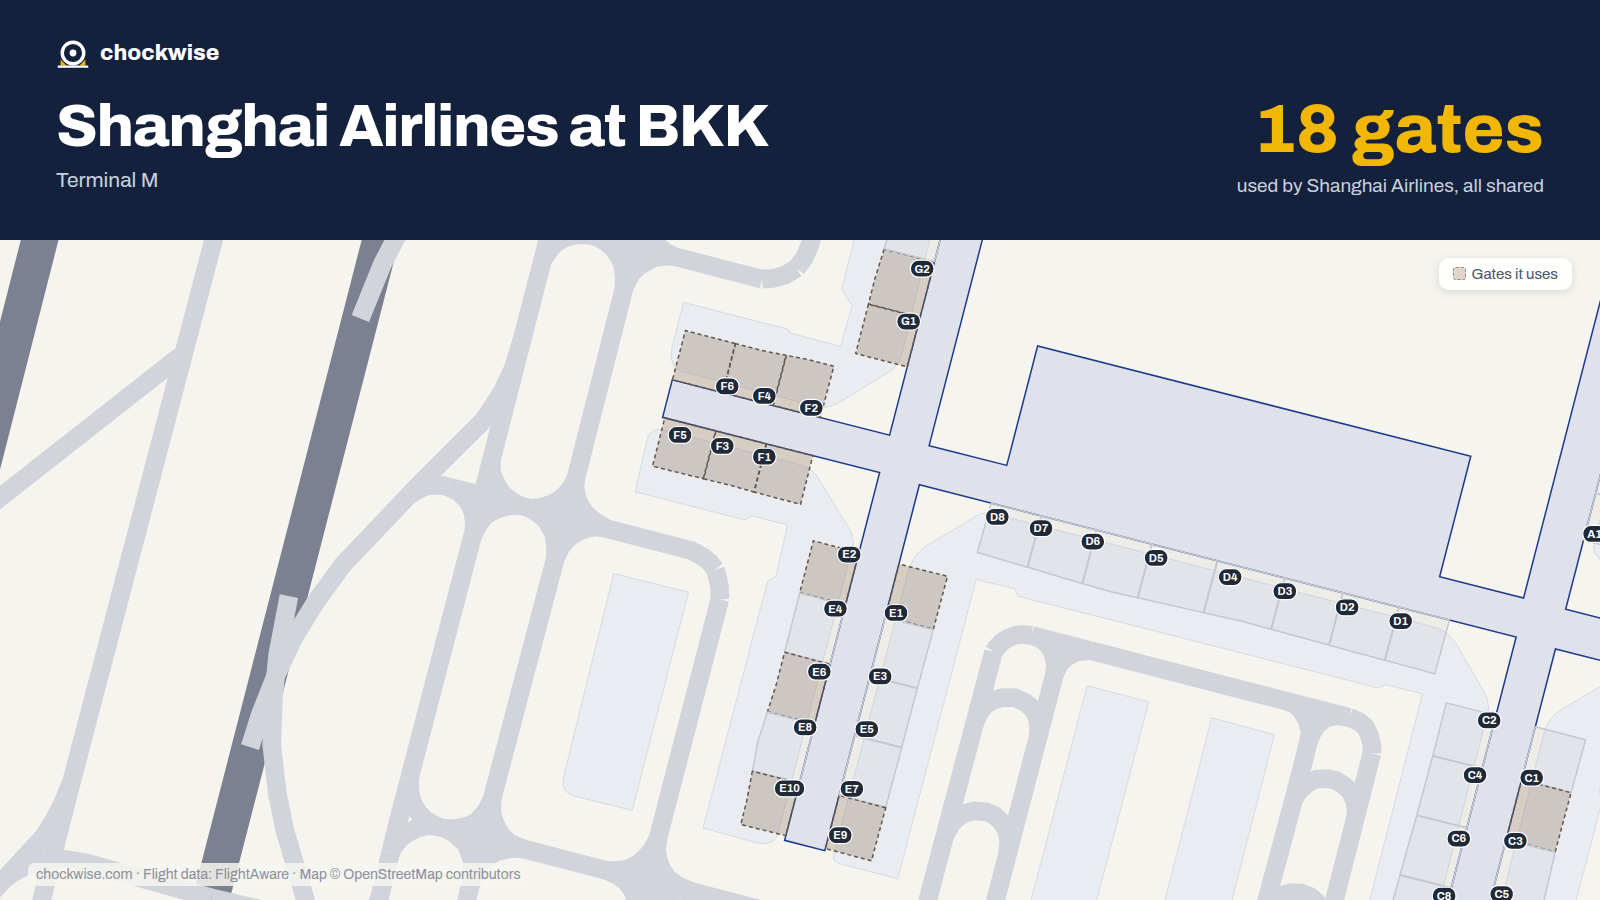 chockwise
Shanghai Airlines at BKK
Terminal M
18 gates
used by Shanghai Airlines, all shared
Gates it uses
G2
G1
F6
F4
F2
F5
F3
F1
E2
E4
E1
E6
E3
E8
E5
E10
E7
E9
D8
D7
D6
D5
D4
D3
D2
D1
A1
C2
C4
C1
C6
C3
C8
C5
chockwise.com · Flight data: FlightAware · Map © OpenStreetMap contributors